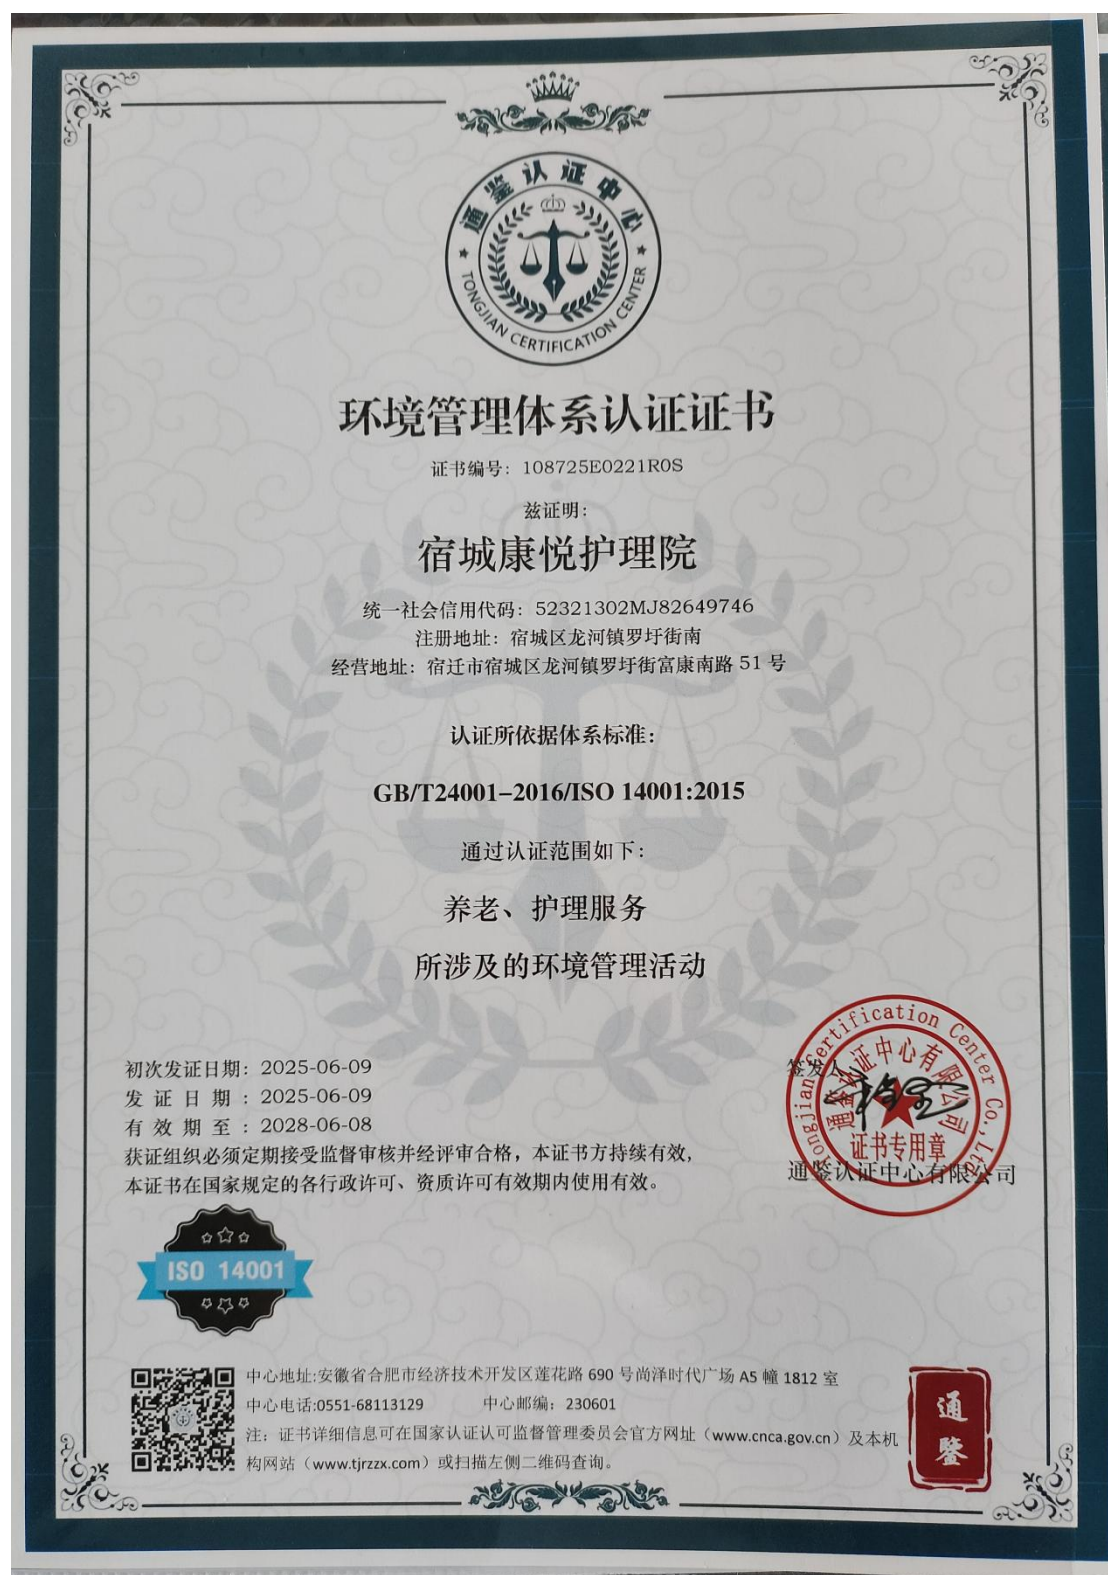 通鉴认证中心
TONGJIAN CERTIFICATION CENTER
环境管理体系认证证书
证书编号：108725E0221R0S
兹证明：
宿城康悦护理院
统一社会信用代码：52321302MJ82649746
注册地址：宿城区龙河镇罗圩街南
经营地址：宿迁市宿城区龙河镇罗圩街富康南路 51 号
认证所依据体系标准：
GB/T24001-2016/ISO 14001:2015
通过认证范围如下：
养老、护理服务
所涉及的环境管理活动
初次发证日期：2025-06-09
发 证 日 期 ：2025-06-09
有 效 期 至 ：2028-06-08
获证组织必须定期接受监督审核并经评审合格，本证书方持续有效，
本证书在国家规定的各行政许可、资质许可有效期内使用有效。
签发人
Tongjian Certification Center Co.,Ltd
通鉴认证中心有限公司
证书专用章
通鉴认证中心有限公司
ISO 14001
中心地址:安徽省合肥市经济技术开发区莲花路 690 号尚泽时代广场 A5 幢 1812 室
中心电话:0551-68113129 中心邮编：230601
注：证书详细信息可在国家认证认可监督管理委员会官方网址（www.cnca.gov.cn）及本机
构网站（www.tjrzzx.com）或扫描左侧二维码查询。
通鉴